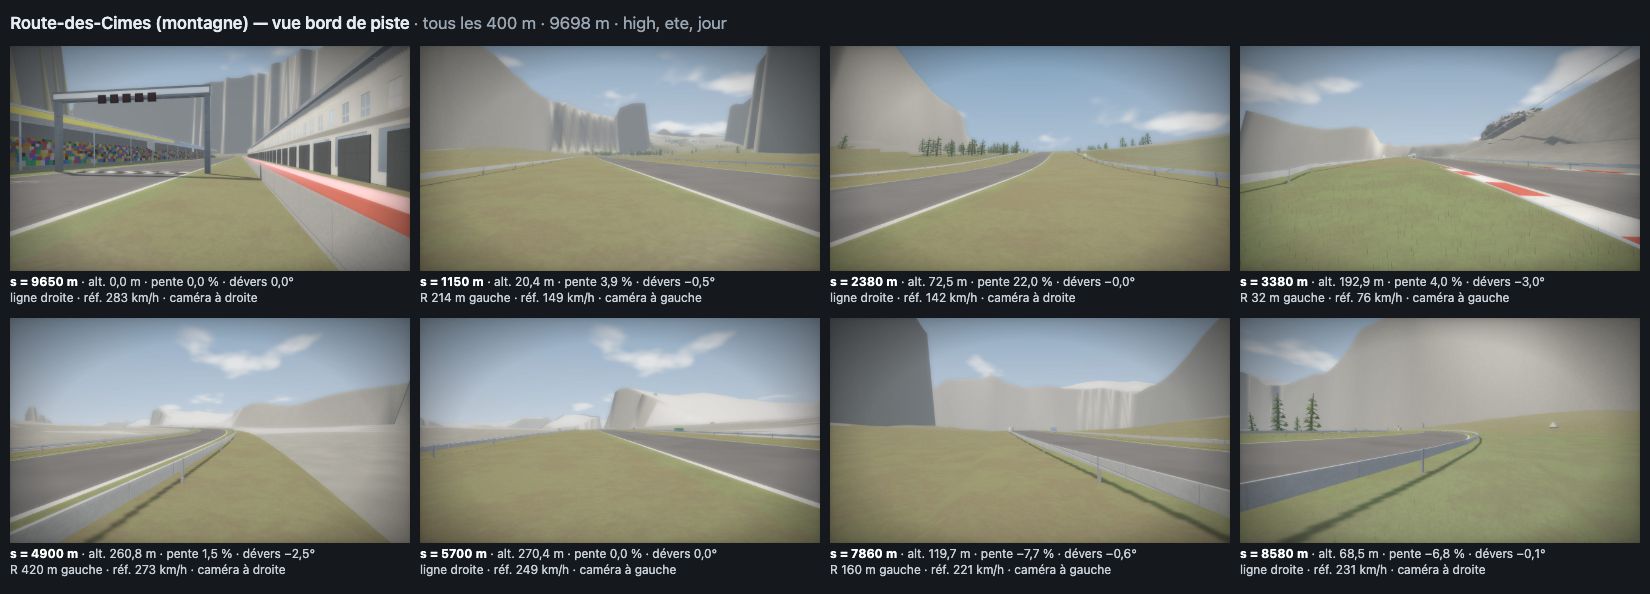 Route-des-Cimes (montagne) — vue bord de piste · tous les 400 m · 9698 m · high, ete, jour
s = 9650 m · alt. 0,0 m · pente 0,0 % · dévers 0,0°
ligne droite · réf. 283 km/h · caméra à droite
s = 1150 m · alt. 20,4 m · pente 3,9 % · dévers −0,5°
R 214 m gauche · réf. 149 km/h · caméra à gauche
s = 2380 m · alt. 72,5 m · pente 22,0 % · dévers −0,0°
ligne droite · réf. 142 km/h · caméra à droite
s = 3380 m · alt. 192,9 m · pente 4,0 % · dévers −3,0°
R 32 m gauche · réf. 76 km/h · caméra à gauche
s = 4900 m · alt. 260,8 m · pente 1,5 % · dévers −2,5°
R 420 m gauche · réf. 273 km/h · caméra à droite
s = 5700 m · alt. 270,4 m · pente 0,0 % · dévers 0,0°
ligne droite · réf. 249 km/h · caméra à gauche
s = 7860 m · alt. 119,7 m · pente −7,7 % · dévers −0,6°
R 160 m gauche · réf. 221 km/h · caméra à gauche
s = 8580 m · alt. 68,5 m · pente −6,8 % · dévers −0,1°
ligne droite · réf. 231 km/h · caméra à droite